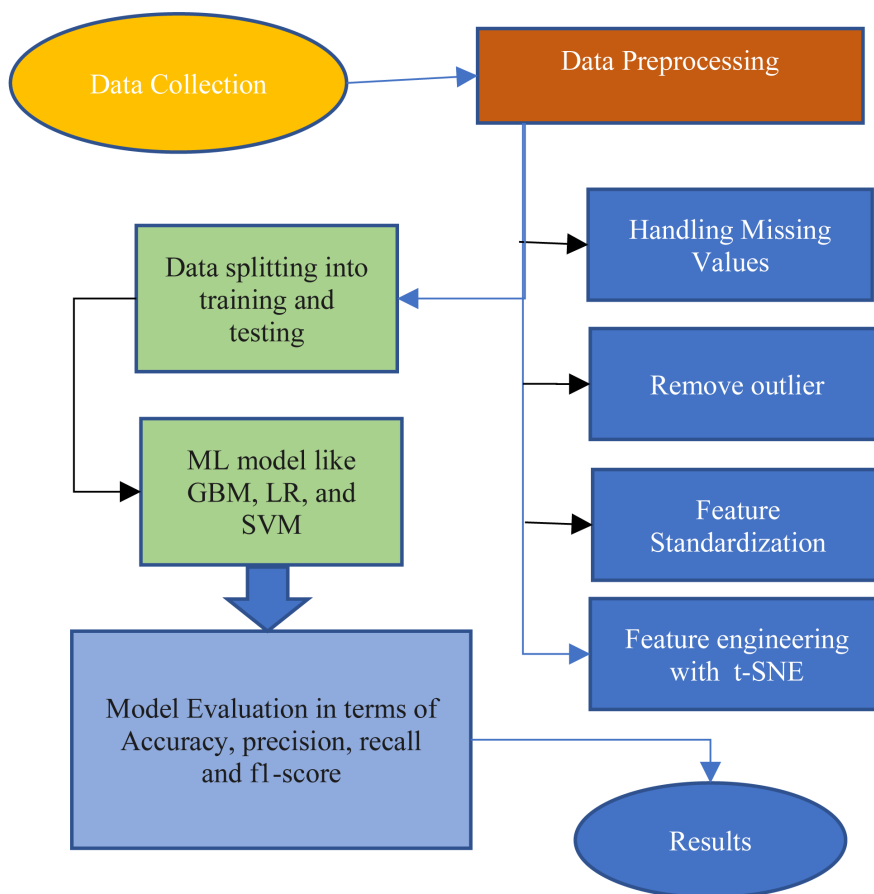 Data Collection
Data Preprocessing
Handling Missing
Values
Data splitting into
training and
testing
Remove outlier
ML model like
GBM, LR, and
SVM
Feature
Standardization
Feature engineering
with t-SNE
Model Evaluation in terms of
Accuracy, precision, recall
and f1-score
Results